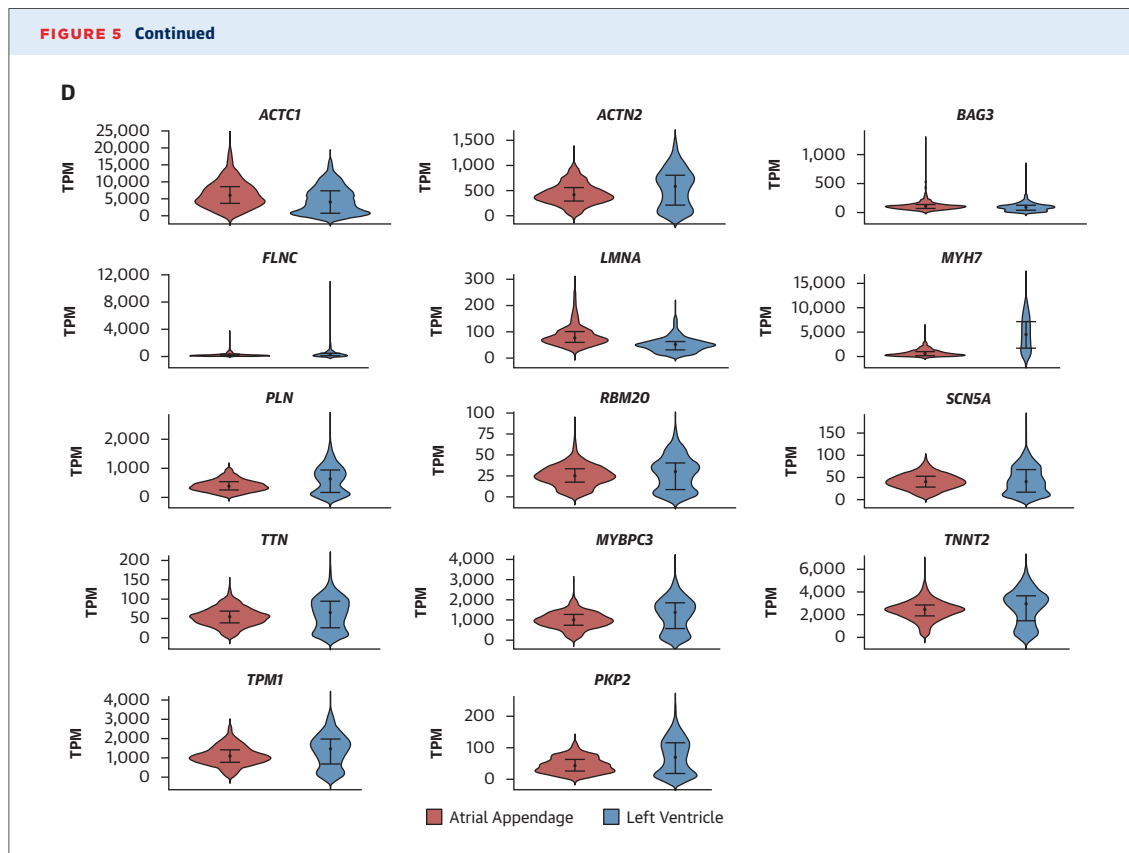 FIGURE 5 Continued
D
ACTC1
ACTN2
BAG3
TPM
25,000
20,000
15,000
10,000
5,000
0
TPM
1,500
1,000
500
0
TPM
1,000
500
0
FLNC
LMNA
MYH7
TPM
12,000
8,000
4,000
0
TPM
300
200
100
0
TPM
15,000
10,000
5,000
0
PLN
RBM20
SCN5A
TPM
2,000
1,000
0
TPM
100
75
50
25
0
TPM
150
100
50
0
TTN
MYBPC3
TNNT2
TPM
200
150
100
50
0
TPM
4,000
3,000
2,000
1,000
0
TPM
6,000
4,000
2,000
0
TPM1
PKP2
TPM
4,000
3,000
2,000
1,000
0
TPM
200
100
0
Atrial Appendage Left Ventricle